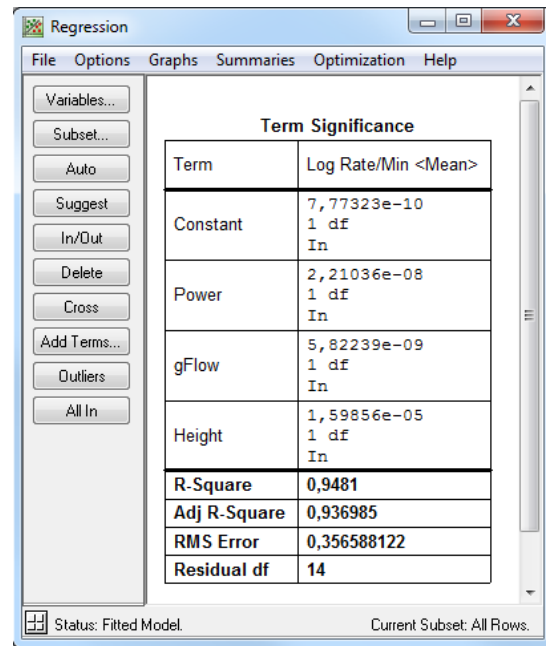 Regression
File Options Graphs Summaries Optimization Help
Variables...
Subset...
Auto
Suggest
In/Out
Delete
Cross
Add Terms...
Outliers
All In
Term Significance
Term Log Rate/Min <Mean>
Constant
7,77323e-10
1 df
In
Power
2,21036e-08
1 df
In
gFlow
5,82239e-09
1 df
In
Height
1,59856e-05
1 df
In
R-Square 0,9481
Adj R-Square 0,936985
RMS Error 0,356588122
Residual df 14
Status: Fitted Model. Current Subset: All Rows.